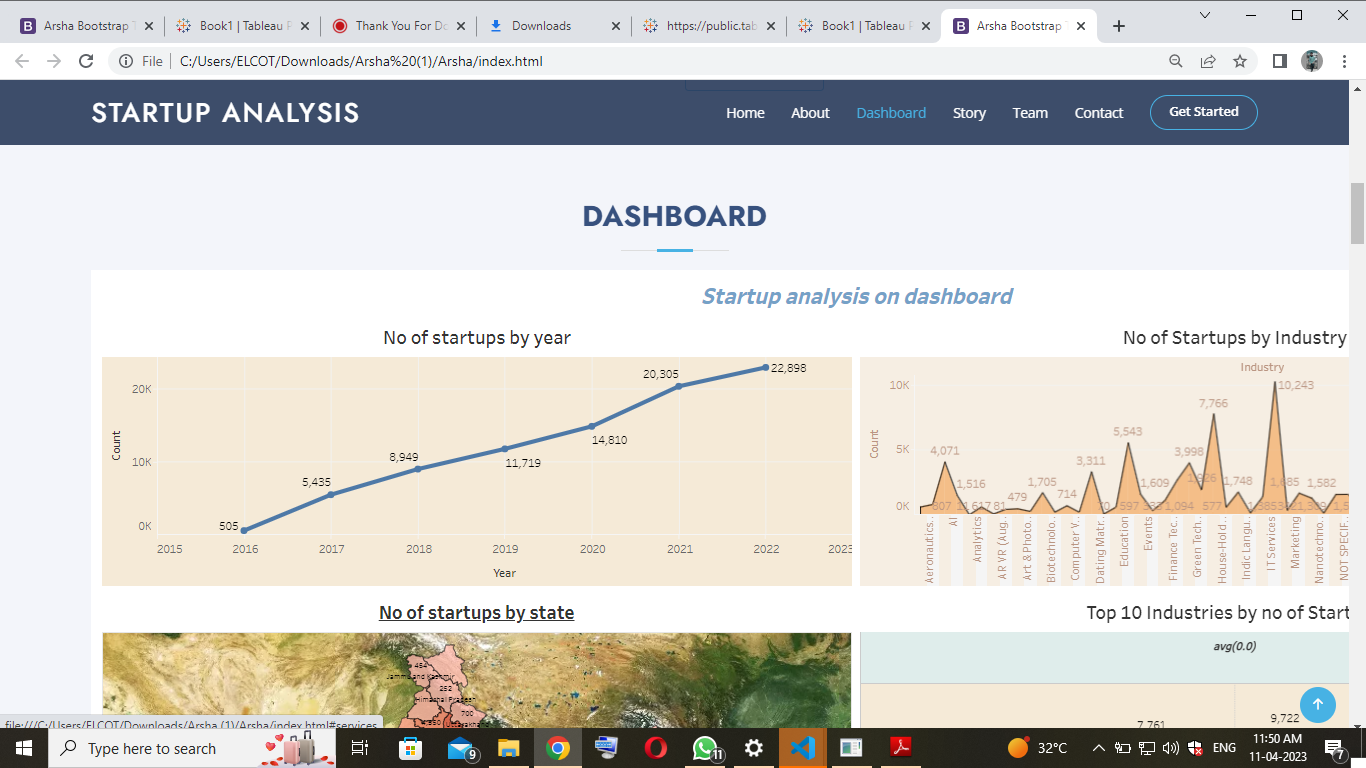 Arsha Bootstrap T
Book1 | Tableau P
Thank You For Do
Downloads
https://public.tab
Book1 | Tableau P
Arsha Bootstrap T
File | C:/Users/ELCOT/Downloads/Arsha%20(1)/Arsha/index.html
STARTUP ANALYSIS
Home About Dashboard Story Team Contact Get Started
DASHBOARD
Startup analysis on dashboard
No of startups by year
Count
20K
10K
0K
505
5,435
8,949
11,719
14,810
20,305
22,898
2015 2016 2017 2018 2019 2020 2021 2022 2023
Year
No of Startups by Industry
Industry
Count
10K
5K
0K
4,071
1,516
479
1,705
714
3,311
5,543
1,609
3,998
7,766
1,748
10,243
1,582
597
1,094
577
Aeronautics..
AI
Analytics
AR VR (Aug..
Art & Photo..
Biotechnolo..
Computer V..
Dating Matr..
Education
Events
Finance Tec..
Green Tech..
House-Hold..
Indic Langu..
IT Services
Marketing
Nanotechno..
NOT SPECIF..
No of startups by state
454
Jammu and Kashmir
252
Himachal Pradesh
700
Uttarakhand
Top 10 Industries by no of Start
avg(0.0)
7,761
9,722
file:///C:/Users/ELCOT/Downloads/Arsha (1)/Arsha/index.html#services
Type here to search
9
11
32°C
ENG
11:50 AM
11-04-2023
7